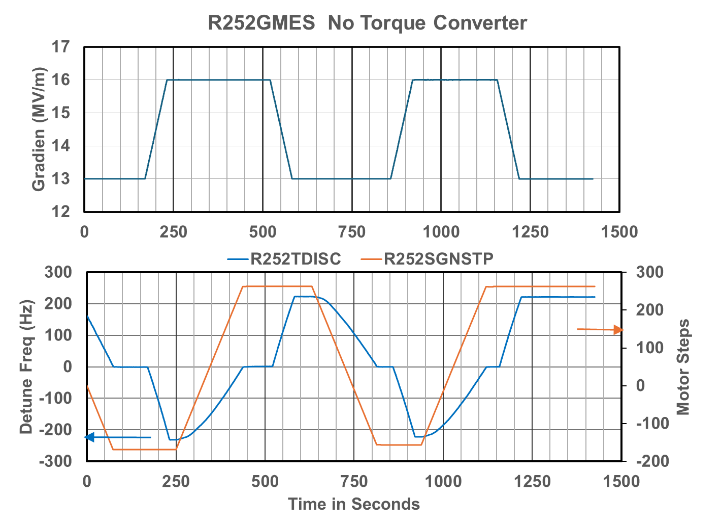 R252GMES No Torque Converter
Gradien (MV/m)
17
16
15
14
13
12
0 250 500 750 1000 1250 1500
R252TDISC R252SGNSTP
Detune Freq (Hz)
300
200
100
0
-100
-200
-300
300
200
100
0
-100
-200
Motor Steps
0 250 500 750 1000 1250 1500
Time in Seconds